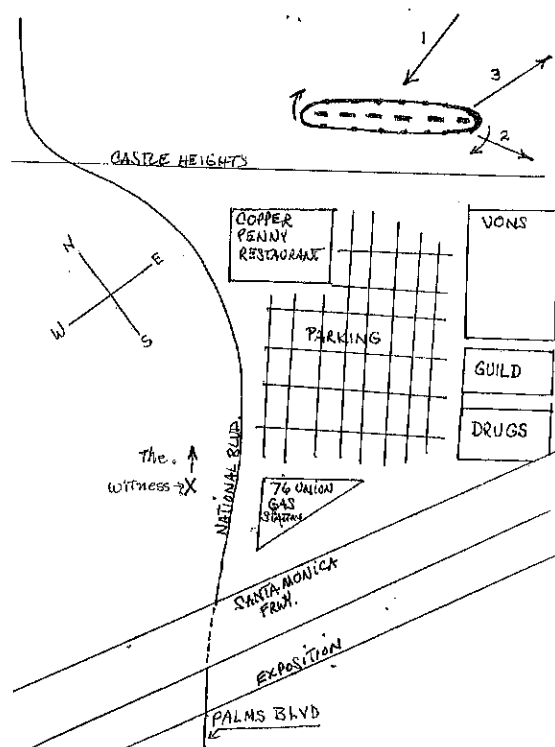 1
3
2
CASTLE HEIGHTS
COPPER
PENNY
RESTAURANT
VONS
N
E
W
S
PARKING
GUILD
DRUGS
NATIONAL BLVD.
The
witness→X
76 UNION
GAS
STATION
SANTA MONICA
FRWY.
EXPOSITION
PALMS BLVD